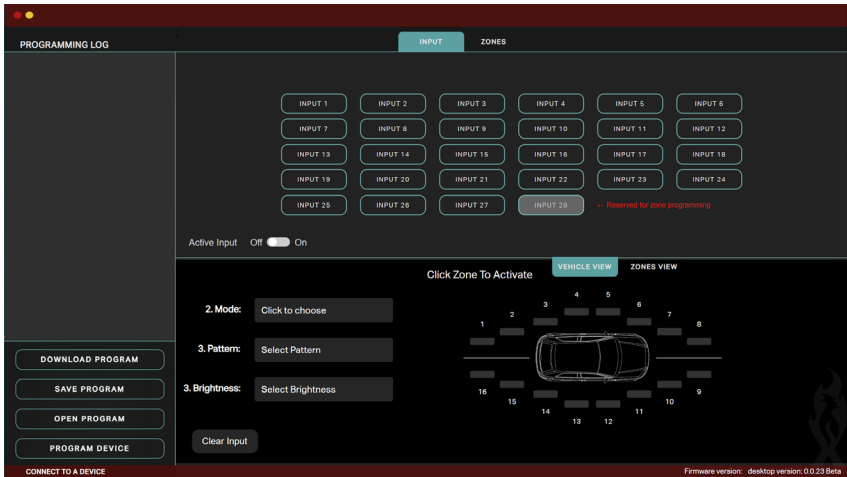 PROGRAMMING LOG
INPUT ZONES
INPUT 1 INPUT 2 INPUT 3 INPUT 4 INPUT 5 INPUT 6
INPUT 7 INPUT 8 INPUT 9 INPUT 10 INPUT 11 INPUT 12
INPUT 13 INPUT 14 INPUT 15 INPUT 16 INPUT 17 INPUT 18
INPUT 19 INPUT 20 INPUT 21 INPUT 22 INPUT 23 INPUT 24
INPUT 25 INPUT 26 INPUT 27 INPUT 28 <- Reserved for zone programming
Active Input Off On
Click Zone To Activate VEHICLE VIEW ZONES VIEW
2. Mode: Click to choose
3. Pattern: Select Pattern
3. Brightness: Select Brightness
Clear Input
1 2 3 4 5 6 7 8
16 15 14 13 12 11 10 9
DOWNLOAD PROGRAM
SAVE PROGRAM
OPEN PROGRAM
PROGRAM DEVICE
CONNECT TO A DEVICE
Firmware version: desktop version: 0.0.23 Beta